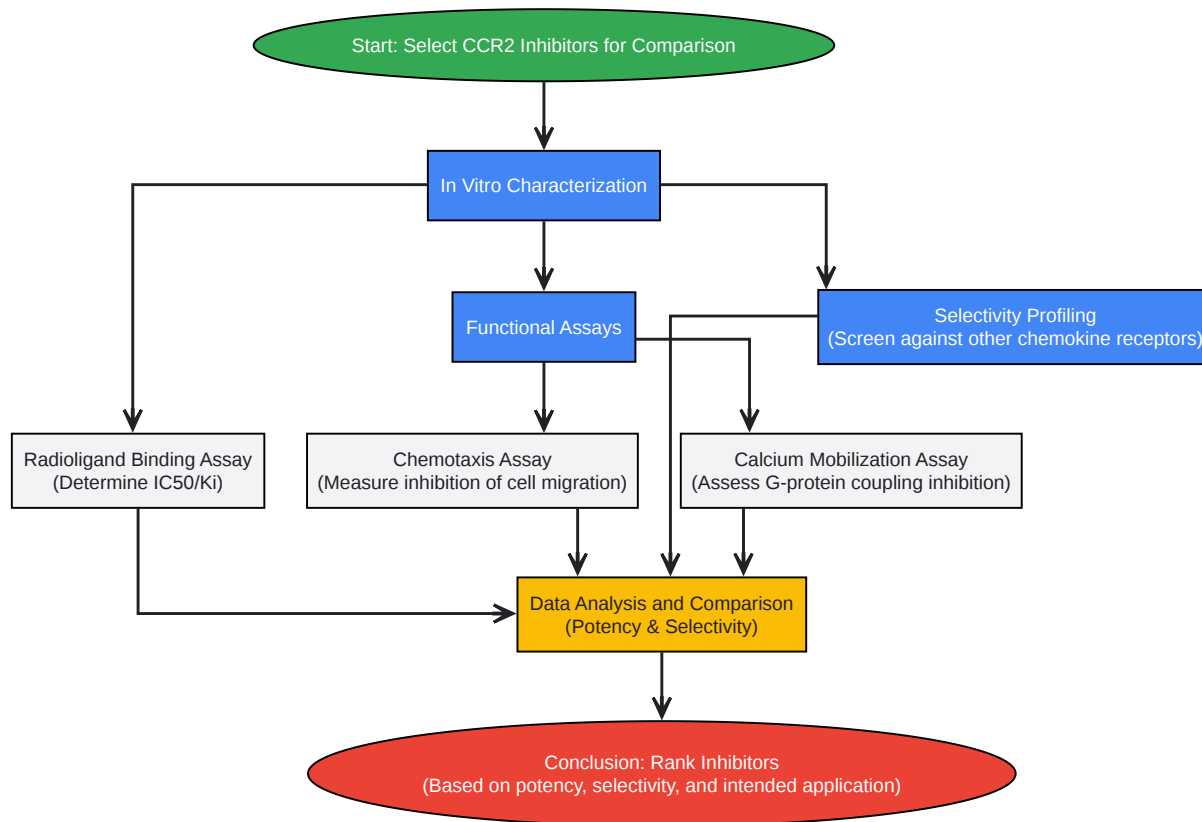 Start: Select CCR2 Inhibitors for Comparison
In Vitro Characterization
Functional Assays
Selectivity Profiling
(Screen against other chemokine receptors)
Radioligand Binding Assay
(Determine IC50/Ki)
Chemotaxis Assay
(Measure inhibition of cell migration)
Calcium Mobilization Assay
(Assess G-protein coupling inhibition)
Data Analysis and Comparison
(Potency & Selectivity)
Conclusion: Rank Inhibitors
(Based on potency, selectivity, and intended application)